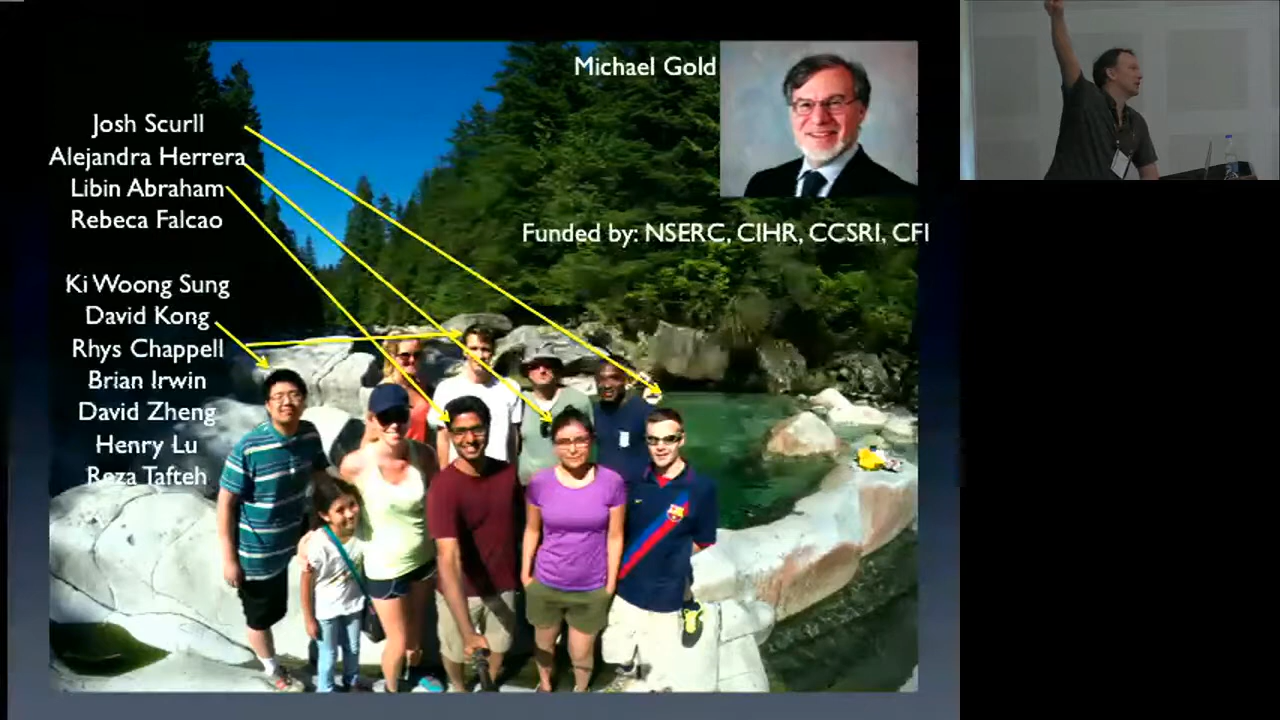 Michael Gold
Josh Scurll
Alejandra Herrera
Libin Abraham
Rebeca Falcao
Funded by: NSERC, CIHR, CCSRI, CFI
Ki Woong Sung
David Kong
Rhys Chappell
Brian Irwin
David Zheng
Henry Lu
Reza Tafteh